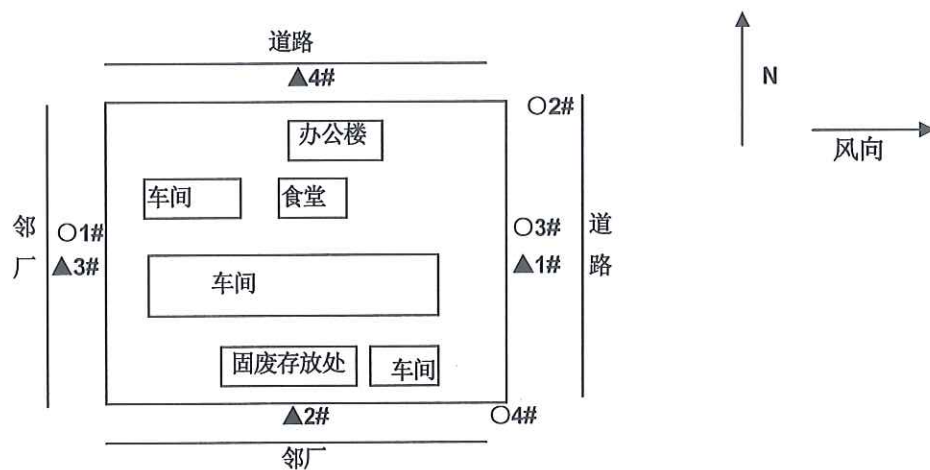 道路
▲4#
N
○2#
办公楼
风向
车间
食堂
邻厂
○1#
○3#
道路
▲3#
▲1#
车间
固废存放处
车间
▲2#
○4#
邻厂